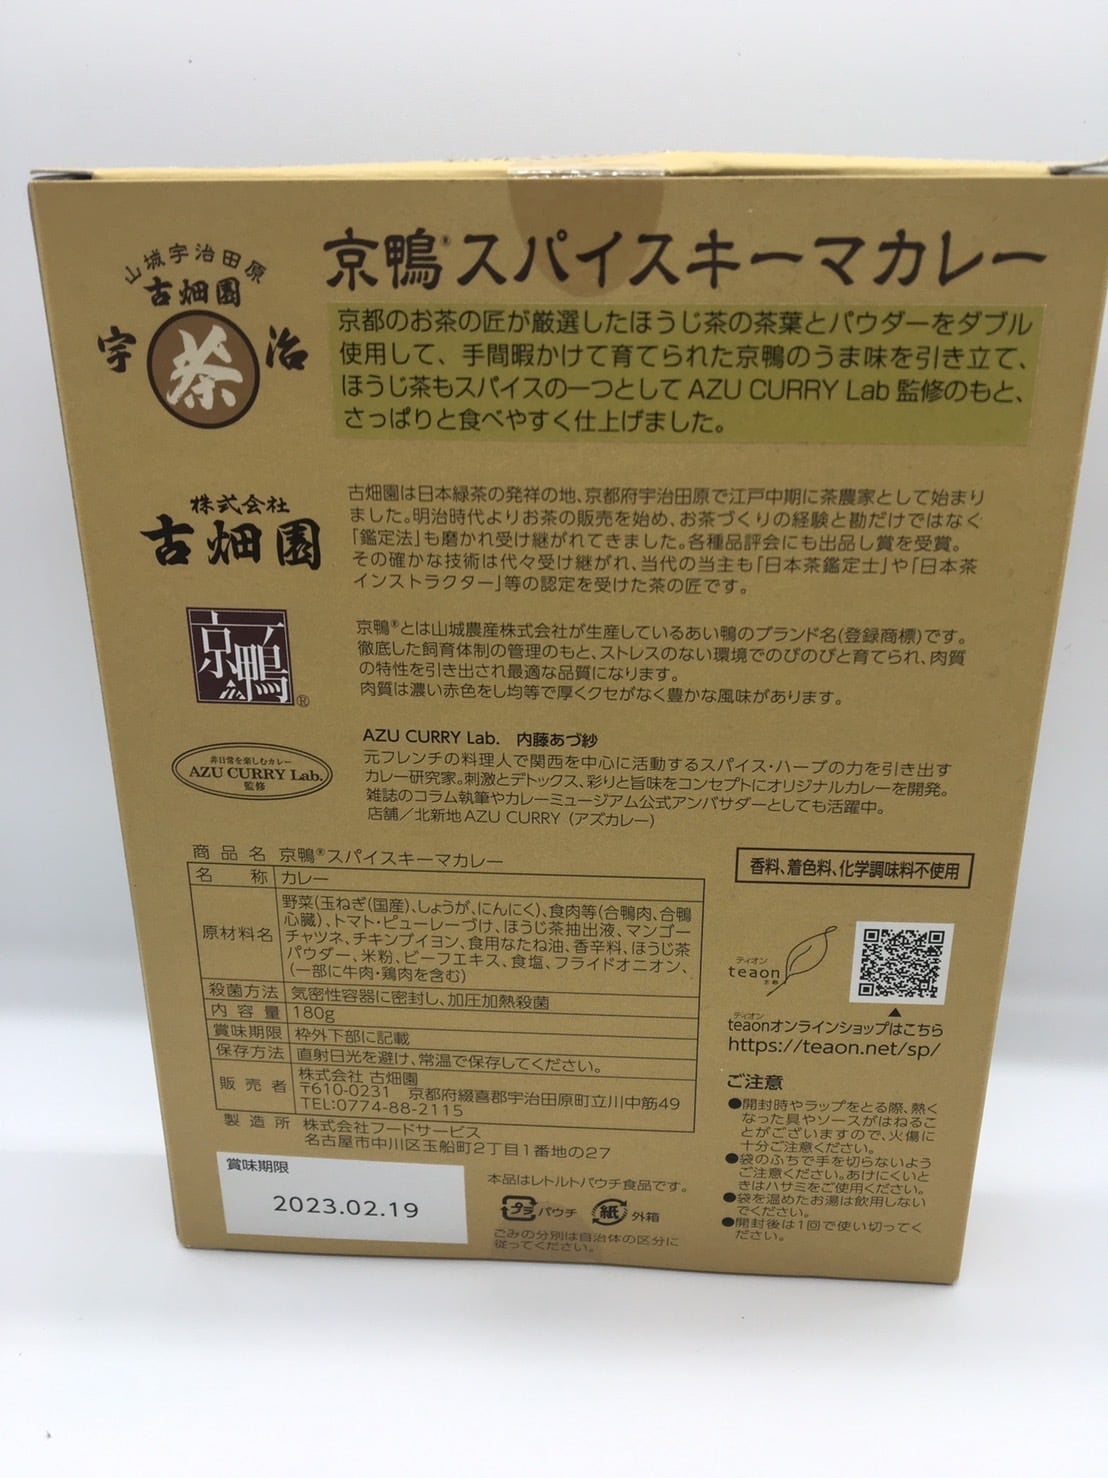 山城宇治田原
古畑園
宇 茶 治
京鴨®スパイスキーマカレー
京都のお茶の匠が厳選したほうじ茶の茶葉とパウダーをダブル
使用して、手間暇かけて育てられた京鴨のうま味を引き立て、
ほうじ茶もスパイスの一つとして AZU CURRY Lab 監修のもと、
さっぱりと食べやすく仕上げました。
株式会社
古畑園
古畑園は日本緑茶の発祥の地、京都府宇治田原で江戸中期に茶農家として始まり
ました。明治時代よりお茶の販売を始め、お茶づくりの経験と勘だけではなく
「鑑定法」も磨かれ受け継がれてきました。各種品評会にも出品し賞を受賞。
その確かな技術は代々受け継がれ、当代の当主も「日本茶鑑定士」や「日本茶
インストラクター」等の認定を受けた茶の匠です。
京鴨®
京鴨®とは山城農産株式会社が生産しているあい鴨のブランド名(登録商標)です。
徹底した飼育体制の管理のもと、ストレスのない環境でのびのびと育てられ、肉質
の特性を引き出され最適な品質になります。
肉質は濃い赤色をし均等で厚くクセがなく豊かな風味があります。
非日常を楽しむカレー
AZU CURRY Lab.
監修
AZU CURRY Lab. 内藤あづ紗
元フレンチの料理人で関西を中心に活動するスパイス・ハーブの力を引き出す
カレー研究家。刺激とデトックス、彩りと旨味をコンセプトにオリジナルカレーを開発。
雑誌のコラム執筆やカレーミュージアム公式アンバサダーとしても活躍中。
店舗／北新地 AZU CURRY (アズカレー)
商品名 京鴨®スパイスキーマカレー
名称 カレー
原材料名 野菜(玉ねぎ(国産)、しょうが、にんにく)、食肉等(合鴨肉、合鴨
心臓)、トマト・ピューレーづけ、ほうじ茶抽出液、マンゴー
チャツネ、チキンブイヨン、食用なたね油、香辛料、ほうじ茶
パウダー、米粉、ビーフエキス、食塩、フライドオニオン、
(一部に牛肉・鶏肉を含む)
殺菌方法 気密性容器に密封し、加圧加熱殺菌
内容量 180g
賞味期限 枠外下部に記載
保存方法 直射日光を避け、常温で保存してください。
販売者 株式会社 古畑園
〒610-0231 京都府綴喜郡宇治田原町立川中筋49
TEL:0774-88-2115
製造所 株式会社フードサービス
名古屋市中川区玉船町2丁目1番地の27
賞味期限
2023.02.19
本品はレトルトパウチ食品です。
プラ パウチ 紙 外箱
ごみの分別は自治体の区分に
従ってください。
香料、着色料、化学調味料不使用
ティオン
teaon
teaonオンラインショップはこちら
ティオン
https://teaon.net/sp/
ご注意
●開封時やラップをとる際、熱く
なった具やソースがはねるこ
とがございますので、火傷に
十分ご注意ください。
●袋のふちで手を切らないよう
ご注意ください。あけにくいと
きはハサミをご使用ください。
●袋を温めたお湯は飲用しない
でください。
●開封後は1回で使い切ってく
ださい。